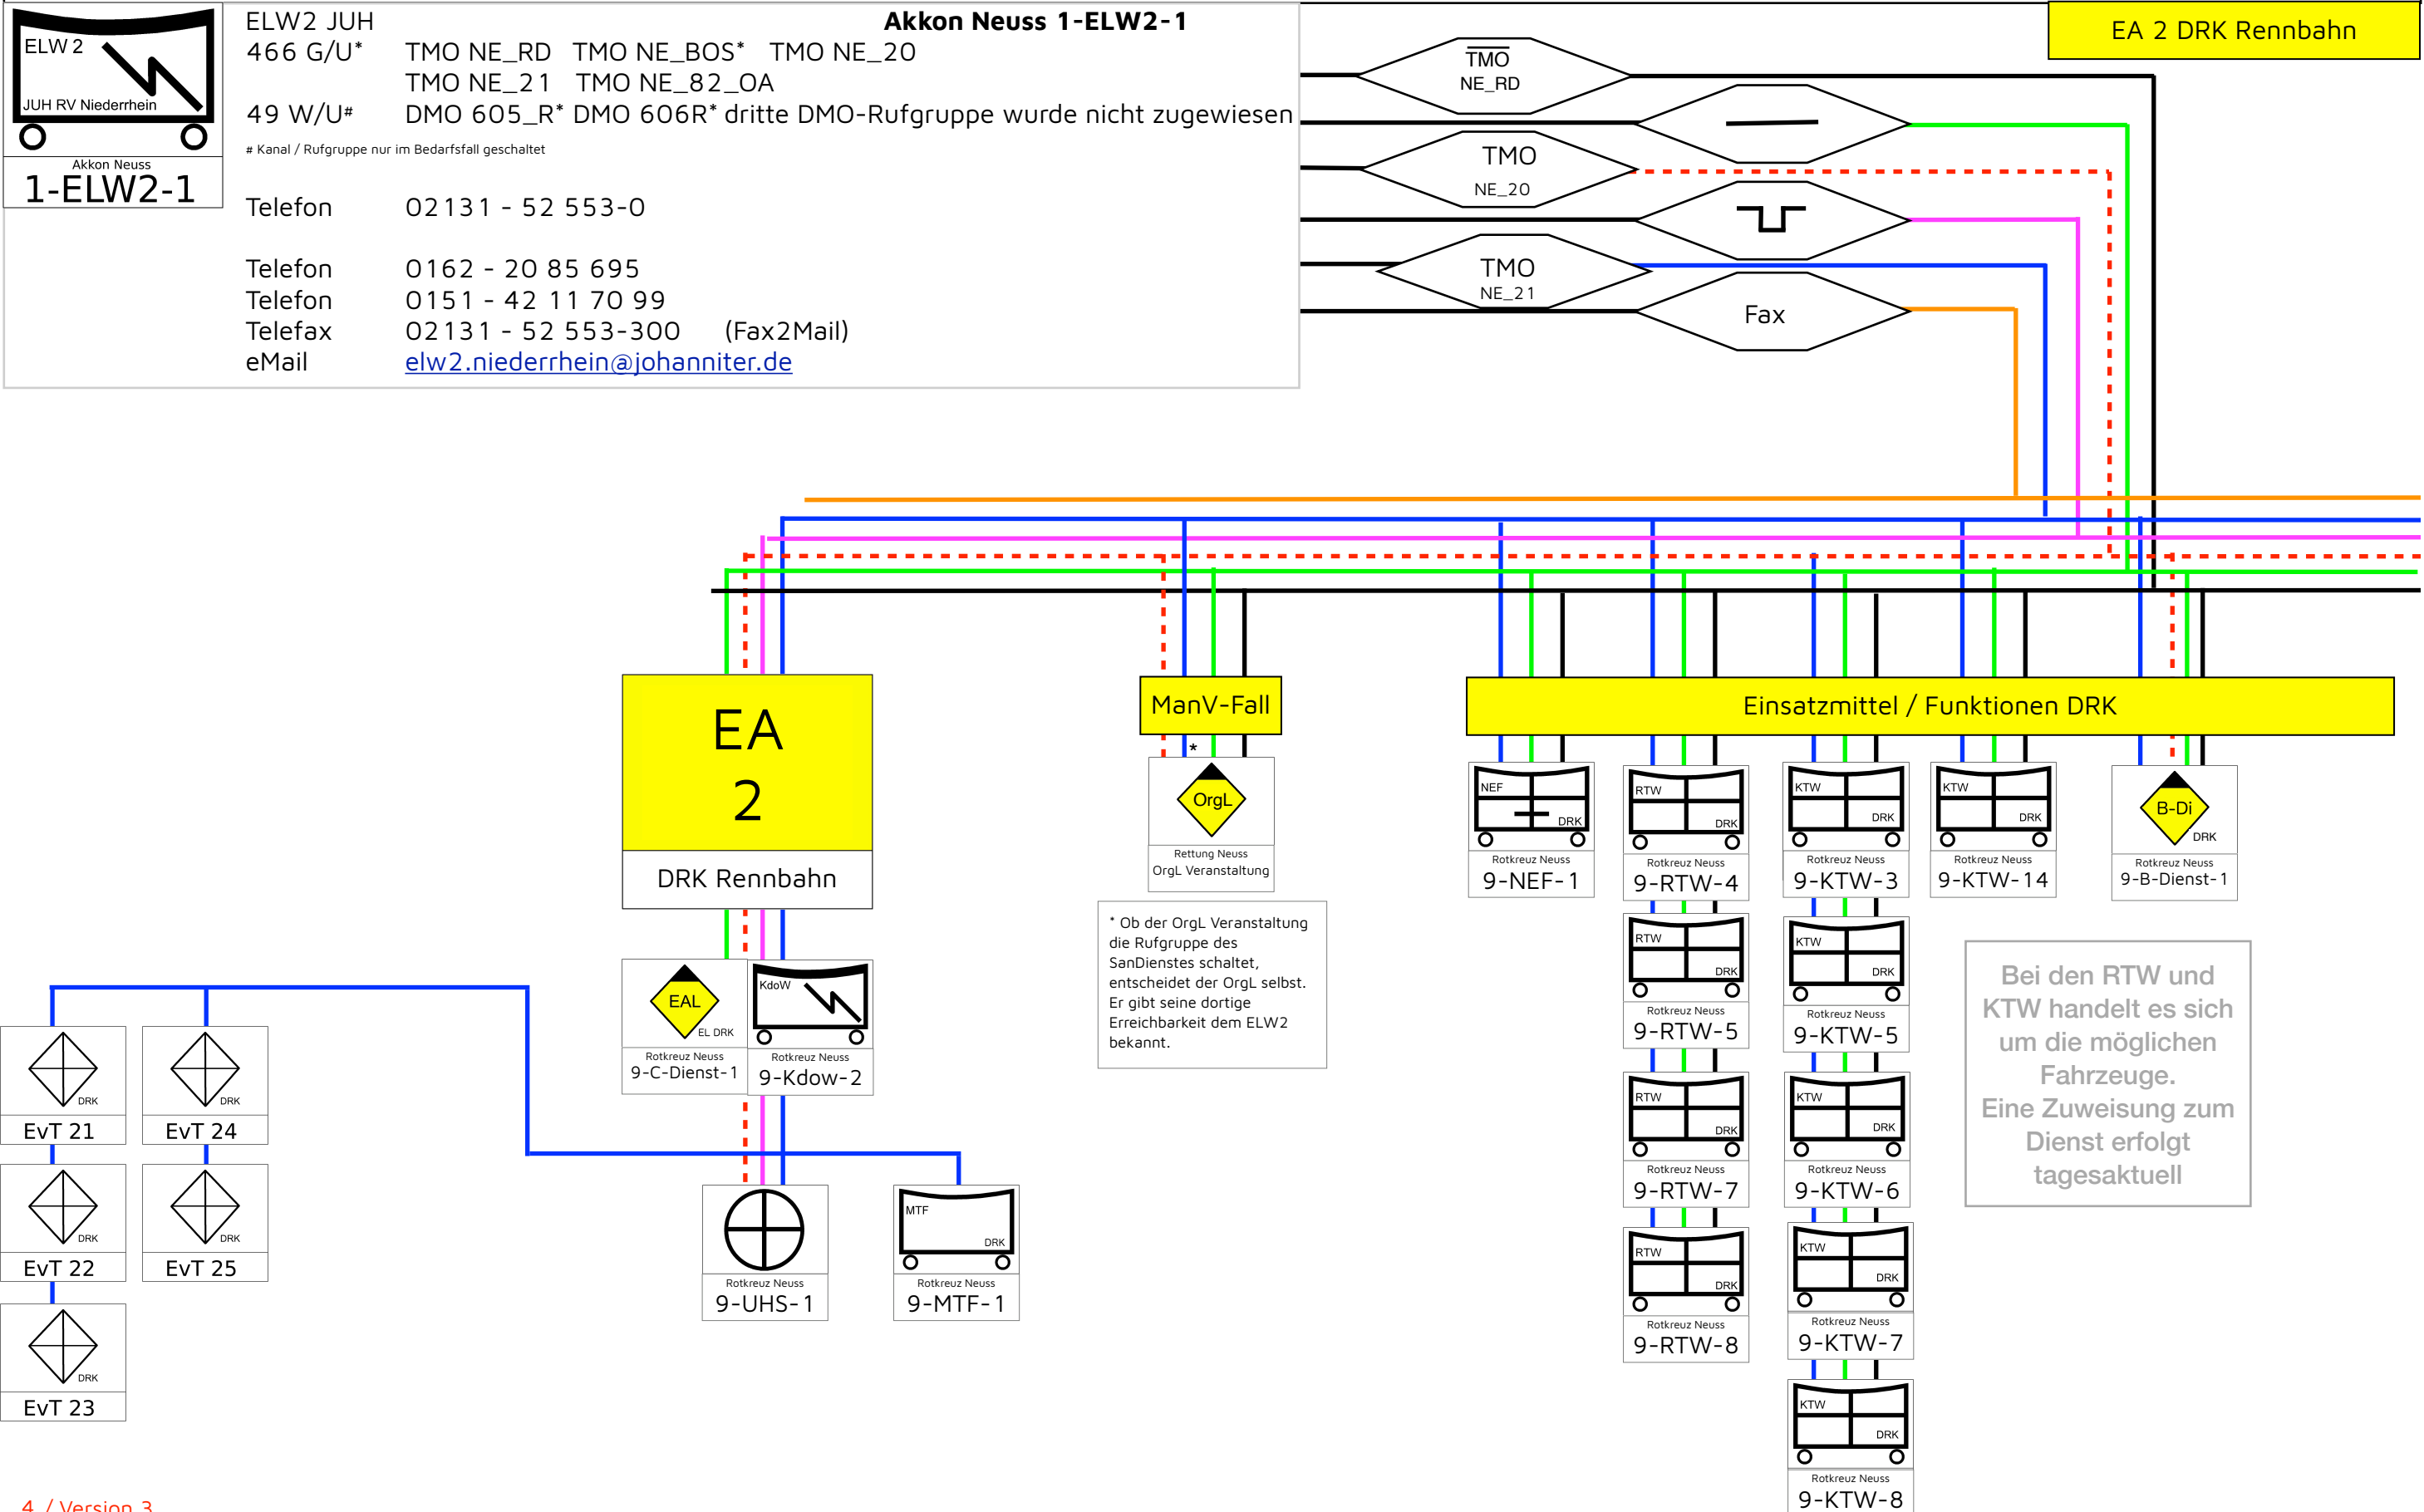 ELW 2
JUH RV Niederrhein
Akkon Neuss
1-ELW2-1
ELW2 JUH Akkon Neuss 1-ELW2-1
466 G/U* TMO NE_RD TMO NE_BOS* TMO NE_20
TMO NE_21 TMO NE_82_OA
49 W/U# DMO 605_R* DMO 606R* dritte DMO-Rufgruppe wurde nicht zugewiesen
# Kanal / Rufgruppe nur im Bedarfsfall geschaltet
Telefon 02131 - 52 553-0
Telefon 0162 - 20 85 695
Telefon 0151 - 42 11 70 99
Telefax 02131 - 52 553-300 (Fax2Mail)
eMail elw2.niederrhein@johanniter.de
EA 2 DRK Rennbahn
TMO
NE_RD
TMO
NE_20
TMO
NE_21
Fax
EA
2
DRK Rennbahn
ManV-Fall
*
OrgL
Rettung Neuss
OrgL Veranstaltung
* Ob der OrgL Veranstaltung
die Rufgruppe des
SanDienstes schaltet,
entscheidet der OrgL selbst.
Er gibt seine dortige
Erreichbarkeit dem ELW2
bekannt.
Einsatzmittel / Funktionen DRK
NEF
DRK
Rotkreuz Neuss
9-NEF-1
RTW
DRK
Rotkreuz Neuss
9-RTW-4
RTW
DRK
Rotkreuz Neuss
9-RTW-5
RTW
DRK
Rotkreuz Neuss
9-RTW-7
RTW
DRK
Rotkreuz Neuss
9-RTW-8
KTW
DRK
Rotkreuz Neuss
9-KTW-3
KTW
DRK
Rotkreuz Neuss
9-KTW-5
KTW
DRK
Rotkreuz Neuss
9-KTW-6
KTW
DRK
Rotkreuz Neuss
9-KTW-7
KTW
DRK
Rotkreuz Neuss
9-KTW-8
KTW
DRK
Rotkreuz Neuss
9-KTW-14
B-Di
DRK
Rotkreuz Neuss
9-B-Dienst-1
Bei den RTW und
KTW handelt es sich
um die möglichen
Fahrzeuge.
Eine Zuweisung zum
Dienst erfolgt
tagesaktuell
EAL
EL DRK
Rotkreuz Neuss
9-C-Dienst-1
KdoW
Rotkreuz Neuss
9-Kdow-2
DRK
EvT 21
DRK
EvT 24
DRK
EvT 22
DRK
EvT 25
DRK
EvT 23
Rotkreuz Neuss
9-UHS-1
MTF
DRK
Rotkreuz Neuss
9-MTF-1
4 / Version 3